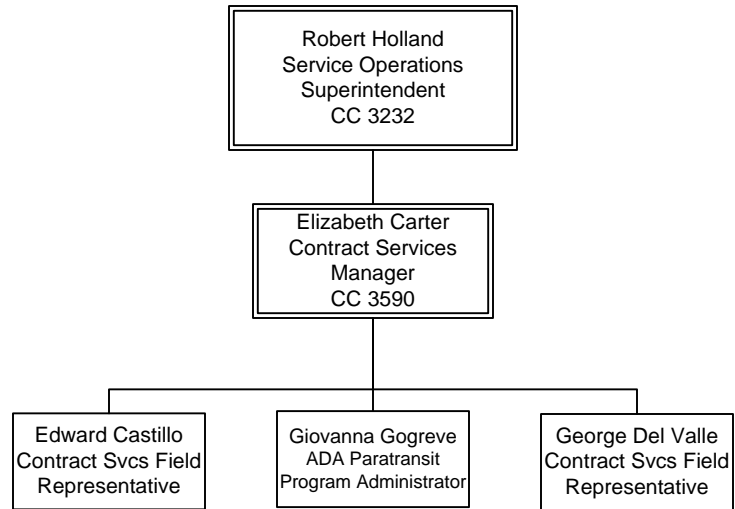 Robert Holland
Service Operations
Superintendent
CC 3232
Elizabeth Carter
Contract Services
Manager
CC 3590
Edward Castillo
Contract Svcs Field
Representative
Giovanna Gogreve
ADA Paratransit
Program Administrator
George Del Valle
Contract Svcs Field
Representative